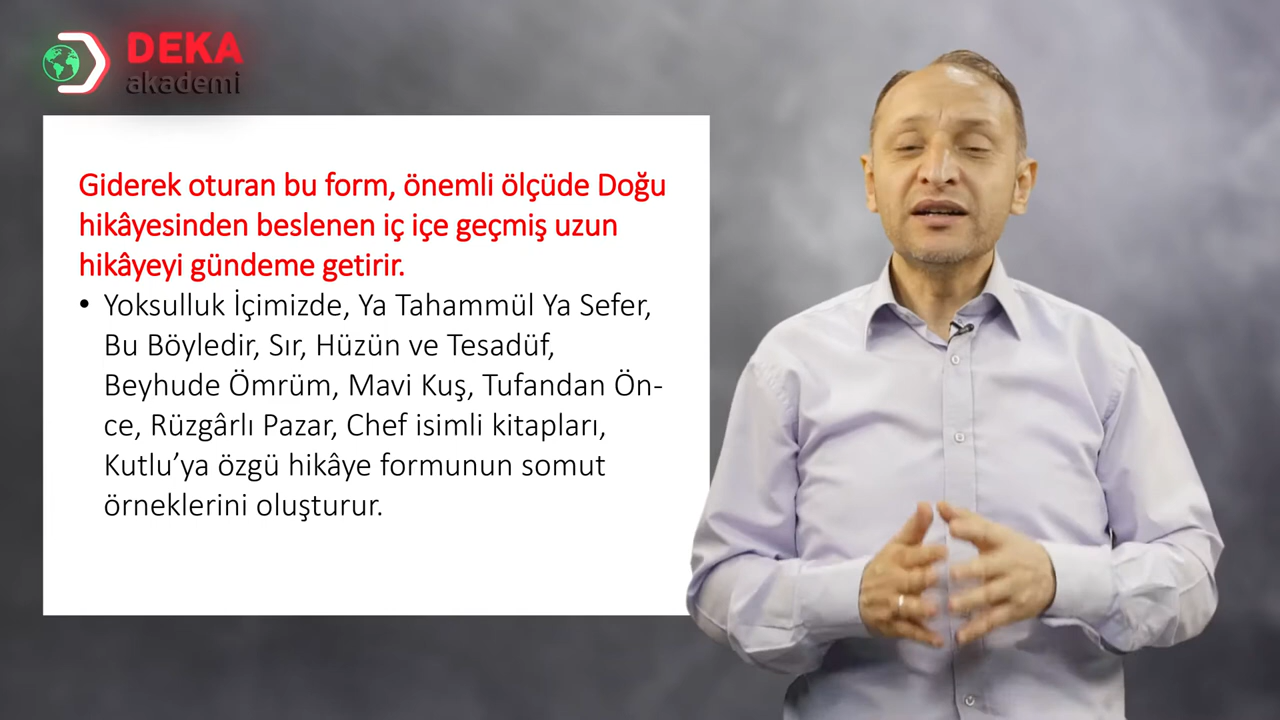 DEKA
akademi
Giderek oturan bu form, önemli ölçüde Doğu
hikâyesinden beslenen iç içe geçmiş uzun
hikâyeyi gündeme getirir.
• Yoksulluk İçimizde, Ya Tahammül Ya Sefer,
Bu Böyledir, Sır, Hüzün ve Tesadüf,
Beyhude Ömrüm, Mavi Kuş, Tufandan Ön-
ce, Rüzgârlı Pazar, Chef isimli kitapları,
Kutlu’ya özgü hikâye formunun somut
örneklerini oluşturur.